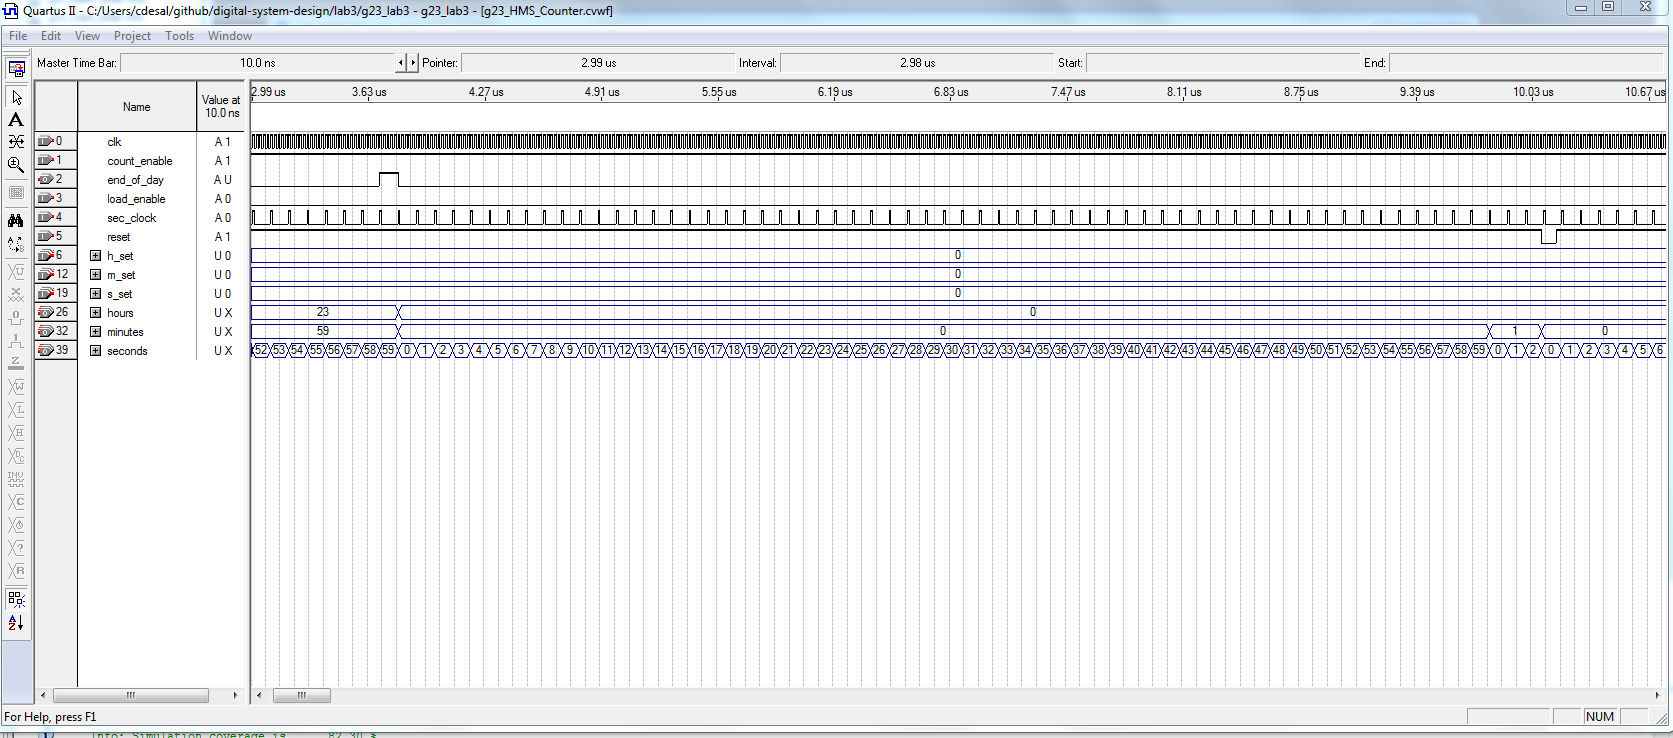 Quartus II - C:/Users/cdesal/github/digital-system-design/lab3/g23_lab3 - g23_lab3 - [g23_HMS_Counter.cvwf]
File Edit View Project Tools Window
Master Time Bar: 10.0 ns Pointer: 2.99 us Interval: 2.98 us Start: End:
Name Value at 10.0 ns
2.99 us 3.63 us 4.27 us 4.91 us 5.55 us 6.19 us 6.83 us 7.47 us 8.11 us 8.75 us 9.39 us 10.03 us 10.67 us
0 clk A 1
1 count_enable A 1
2 end_of_day A U
3 load_enable A 0
4 sec_clock A 0
5 reset A 1
6 h_set U 0 0
12 m_set U 0 0
19 s_set U 0 0
26 hours U X 23 0
32 minutes U X 59 0 1 0
39 seconds U X 52 53 54 55 56 57 58 59 0 1 2 3 4 5 6 7 8 9 10 11 12 13 14 15 16 17 18 19 20 21 22 23 24 25 26 27 28 29 30 31 32 33 34 35 36 37 38 39 40 41 42 43 44 45 46 47 48 49 50 51 52 53 54 55 56 57 58 59 0 1 2 0 1 2 3 4 5 6
For Help, press F1 NUM
Info: Simulation coverage is 82.30 %